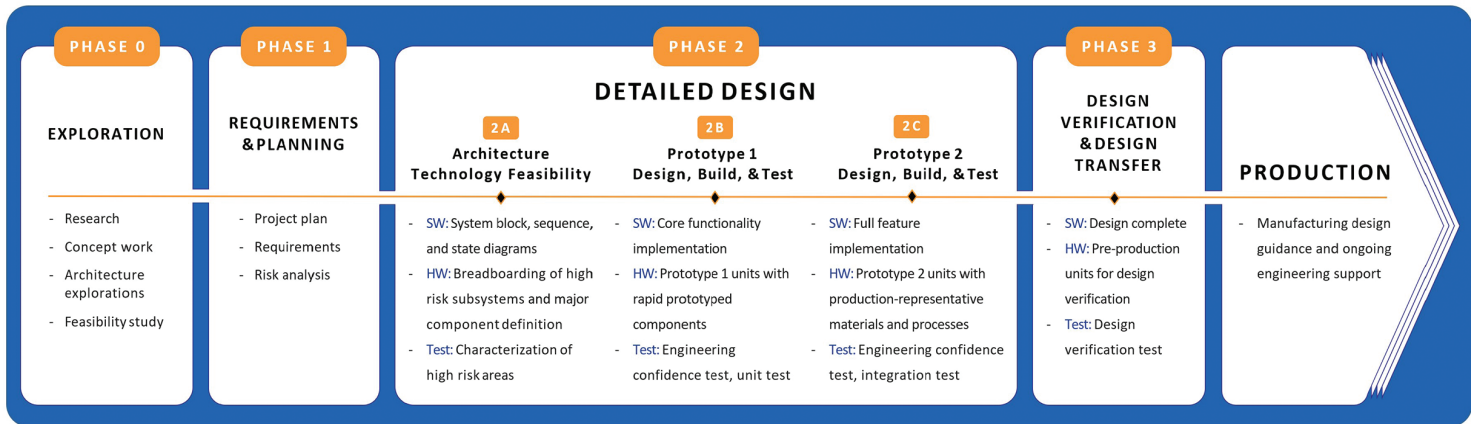 PHASE 0
EXPLORATION
- Research
- Concept work
- Architecture
explorations
- Feasibility study
PHASE 1
REQUIREMENTS
& PLANNING
- Project plan
- Requirements
- Risk analysis
PHASE 2
DETAILED DESIGN
2A
Architecture
Technology Feasibility
- SW: System block, sequence,
and state diagrams
- HW: Breadboarding of high
risk subsystems and major
component definition
- Test: Characterization of
high risk areas
2B
Prototype 1
Design, Build, & Test
- SW: Core functionality
implementation
- HW: Prototype 1 units with
rapid prototyped
components
- Test: Engineering
confidence test, unit test
2C
Prototype 2
Design, Build, & Test
- SW: Full feature
implementation
- HW: Prototype 2 units with
production-representative
materials and processes
- Test: Engineering confidence
test, integration test
PHASE 3
DESIGN
VERIFICATION
& DESIGN
TRANSFER
- SW: Design complete
- HW: Pre-production
units for design
verification
- Test: Design
verification test
PRODUCTION
- Manufacturing design
guidance and ongoing
engineering support